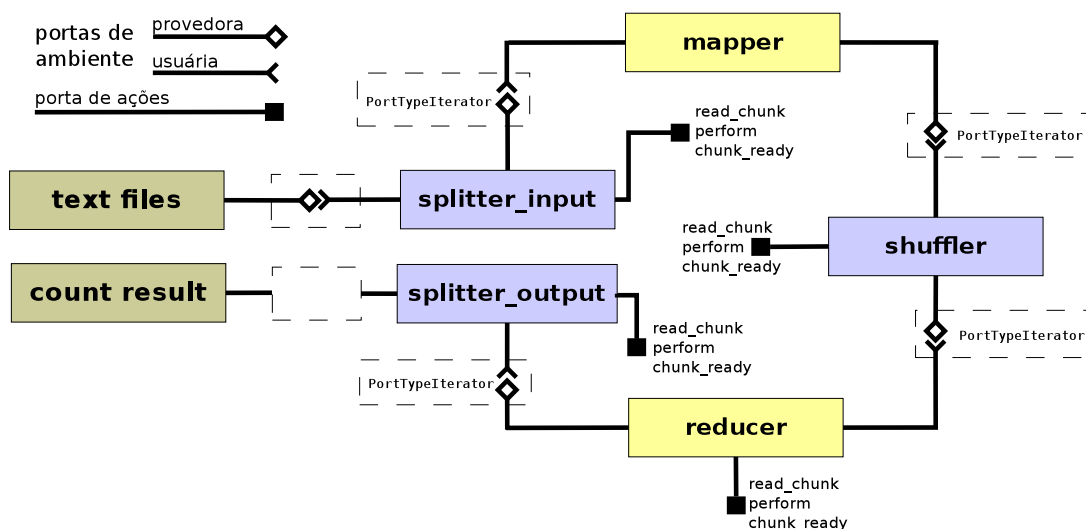 portas de
ambiente
provedora
usuária
porta de ações
mapper
PortTypeIterator
read_chunk
perform
chunk_ready
PortTypeIterator
text files
splitter_input
read_chunk
perform
chunk_ready
shuffler
count result
splitter_output
read_chunk
perform
chunk_ready
PortTypeIterator
PortTypeIterator
reducer
read_chunk
perform
chunk_ready